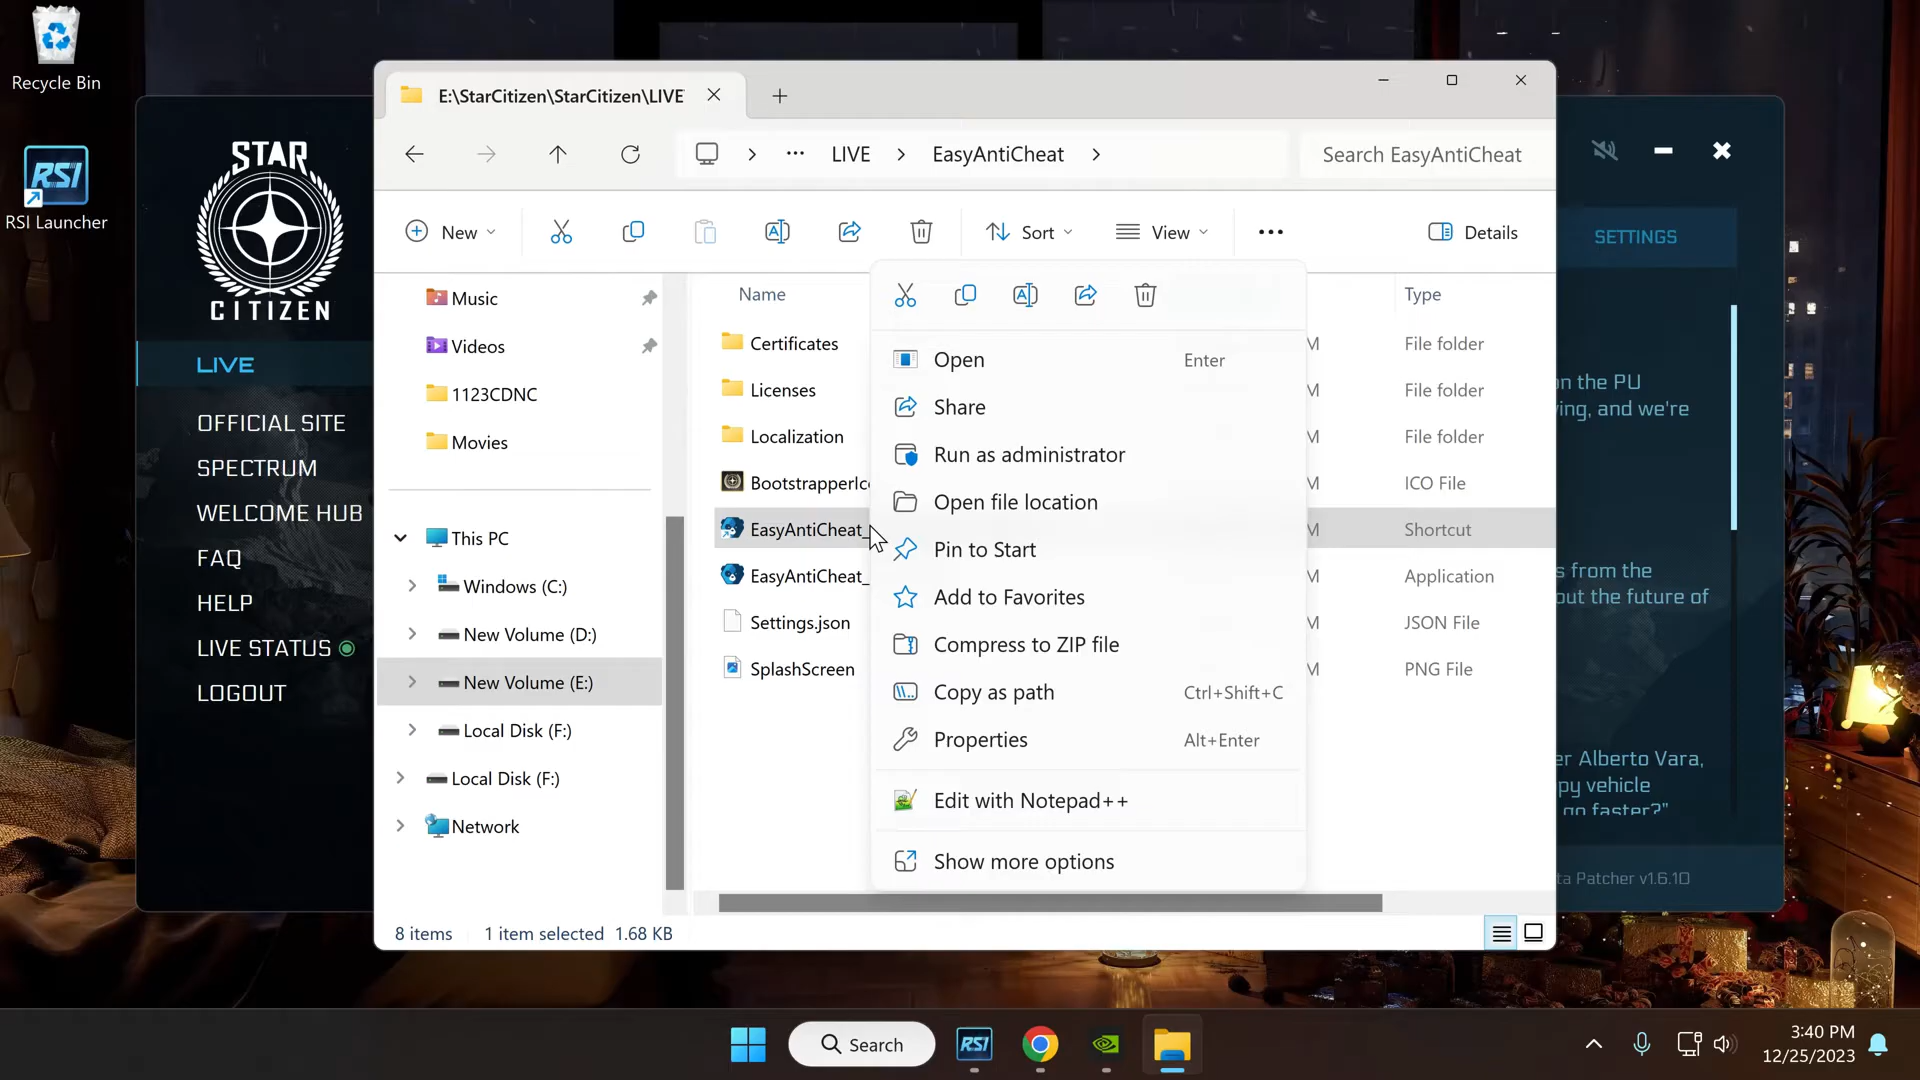 Recycle Bin
RSI
RSI Launcher
STAR
CITIZEN
LIVE
OFFICIAL SITE
SPECTRUM
WELCOME HUB
FAQ
HELP
LIVE STATUS
LOGOUT
E:\StarCitizen\StarCitizen\LIVE
LIVE
EasyAntiCheat
Search EasyAntiCheat
New
Sort
View
Details
Music
Videos
1123CDNC
Movies
This PC
Windows (C:)
New Volume (D:)
New Volume (E:)
Local Disk (F:)
Local Disk (F:)
Network
Name
Type
Certificates
M
File folder
Licenses
M
File folder
Localization
M
File folder
BootstrapperIc
M
ICO File
EasyAntiCheat_
M
Shortcut
EasyAntiCheat_
M
Application
Settings.json
M
JSON File
SplashScreen
M
PNG File
Open Enter
Share
Run as administrator
Open file location
Pin to Start
Add to Favorites
Compress to ZIP file
Copy as path Ctrl+Shift+C
Properties Alt+Enter
Edit with Notepad++
Show more options
8 items 1 item selected 1.68 KB
SETTINGS
on the PU
ving, and we're
s from the
out the future of
er Alberto Vara,
py vehicle
go faster?"
ta Patcher v1.6.10
Search
RSI
3:40 PM
12/25/2023